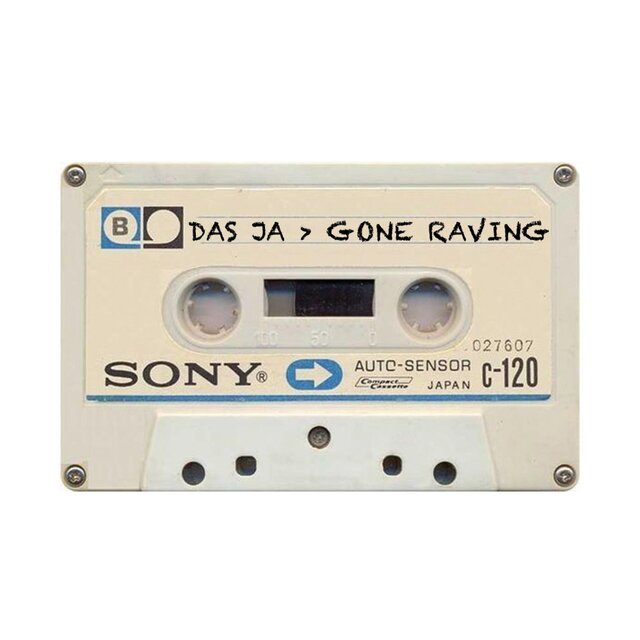 B
DAS JA > GONE RAVING
100 50 0
027607
SONY® AUTO-SENSOR
Compact Cassette JAPAN C-120